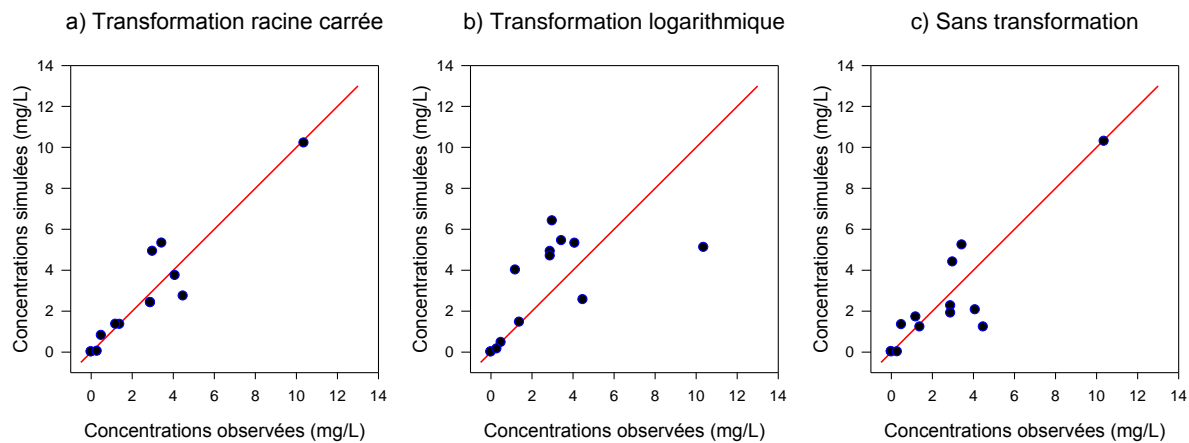 a) Transformation racine carrée
b) Transformation logarithmique
c) Sans transformation
Concentrations simulées (mg/L)
14
12
10
8
6
4
2
0
0 2 4 6 8 10 12 14
Concentrations observées (mg/L)
Concentrations simulées (mg/L)
14
12
10
8
6
4
2
0
0 2 4 6 8 10 12 14
Concentrations observées (mg/L)
Concentrations simulées (mg/L)
14
12
10
8
6
4
2
0
0 2 4 6 8 10 12 14
Concentrations observées (mg/L)